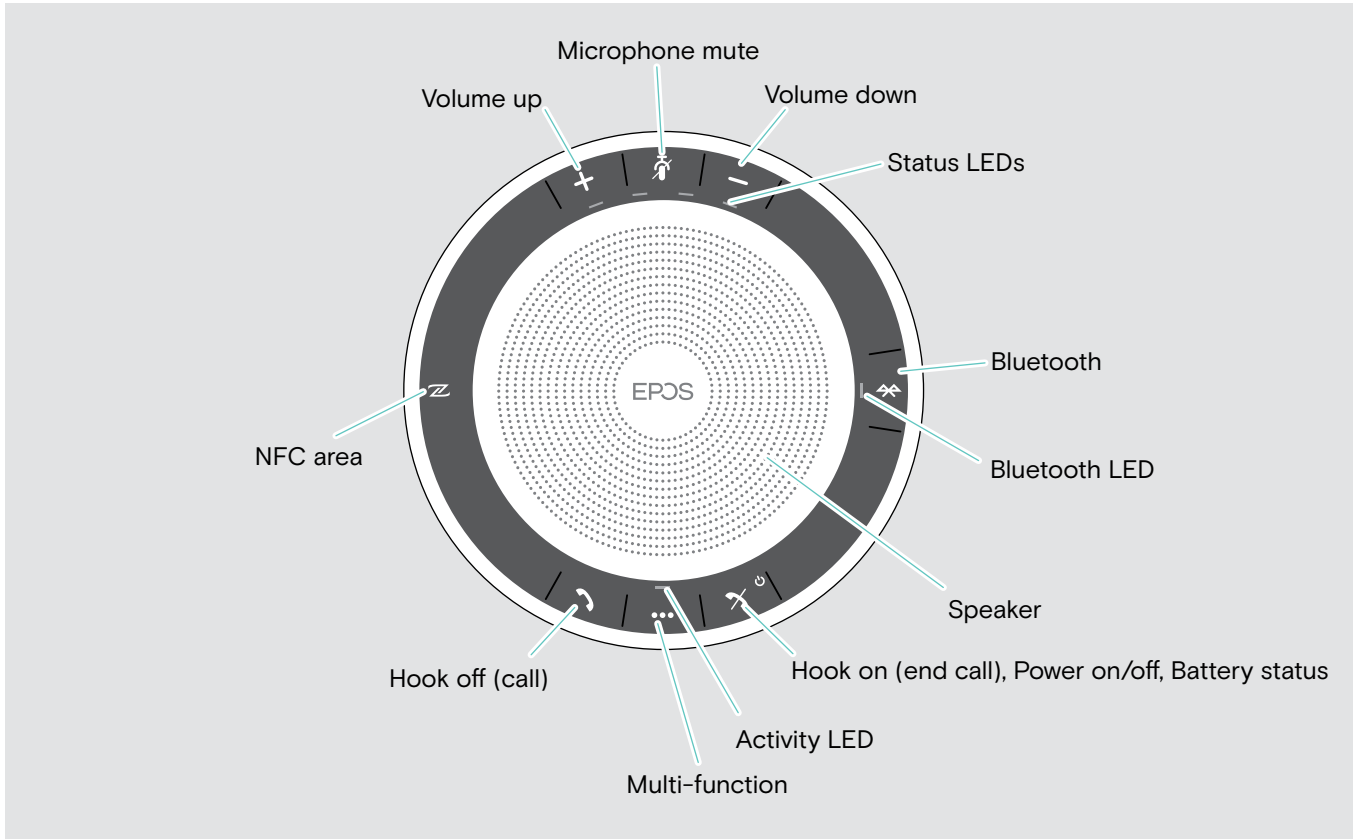 Microphone mute
Volume up
Volume down
Status LEDs
Bluetooth
EPOS
NFC area
Bluetooth LED
Speaker
Hook off (call)
Hook on (end call), Power on/off, Battery status
Activity LED
Multi-function